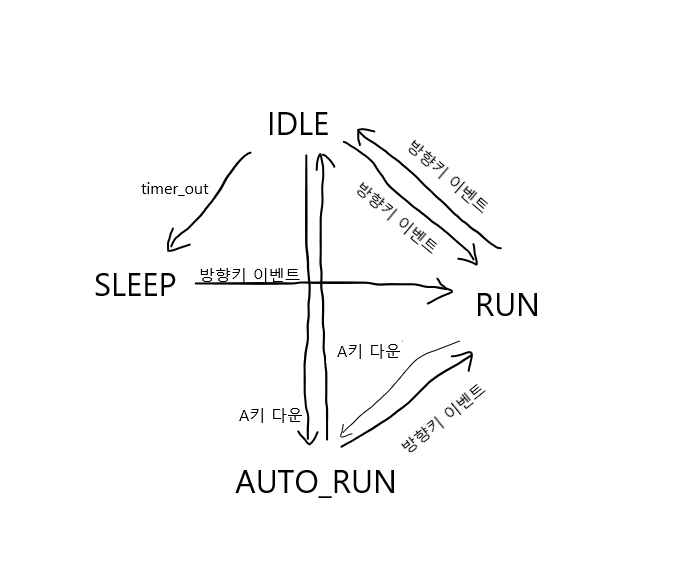 IDLE
방향키 이벤트
timer_out
방향키 이벤트
SLEEP
방향키 이벤트
RUN
A키 다운
A키 다운
방향키 이벤트
AUTO_RUN